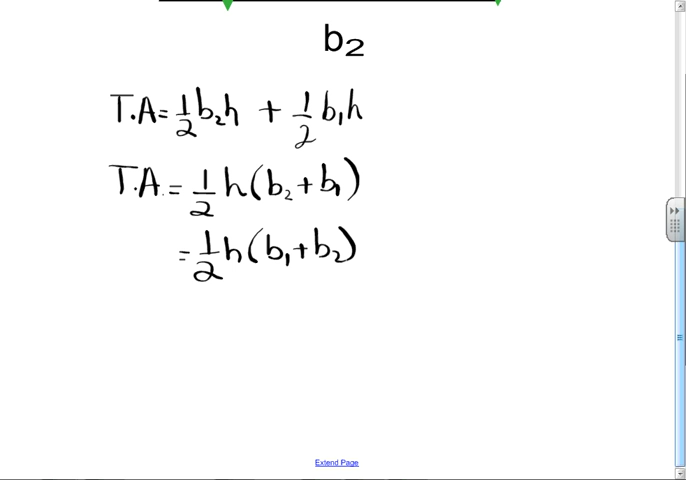 b₂
T.A = 1/2 b₂h + 1/2 b₁h
T.A. = 1/2 h(b₂ + b₁)
= 1/2 h(b₁ + b₂)
Extend Page